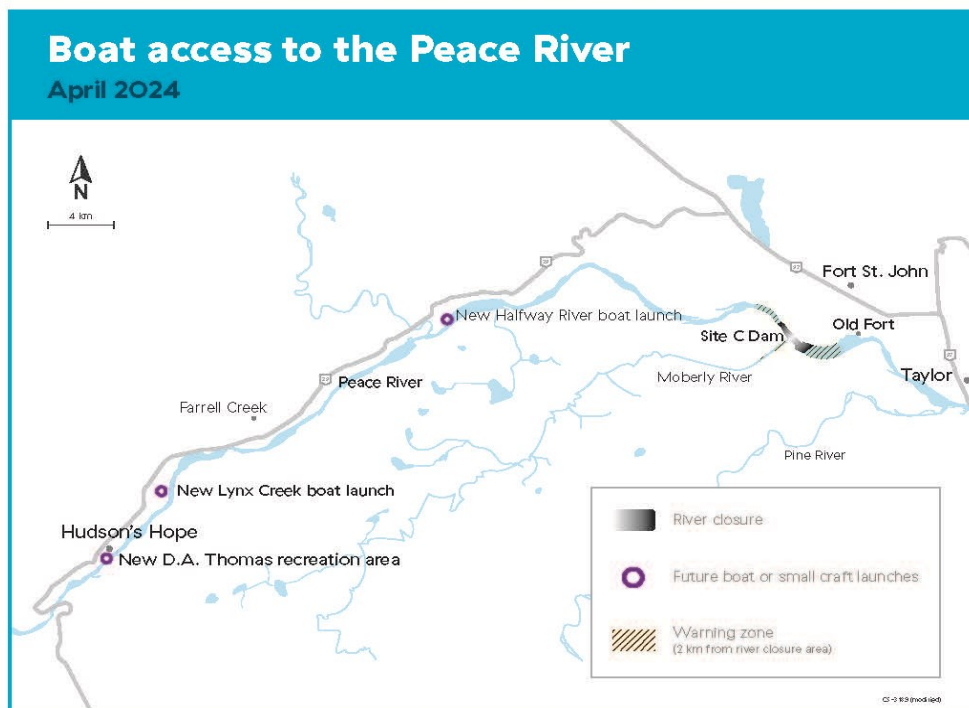 Boat access to the Peace River
April 2024
N
4 km
Fort St. John
New Halfway River boat launch
Site C Dam
Old Fort
Moberly River
Taylor
29
Peace River
Farrell Creek
Pine River
New Lynx Creek boat launch
Hudson's Hope
New D.A. Thomas recreation area
River closure
Future boat or small craft launches
Warning zone
(2 km from river closure area)